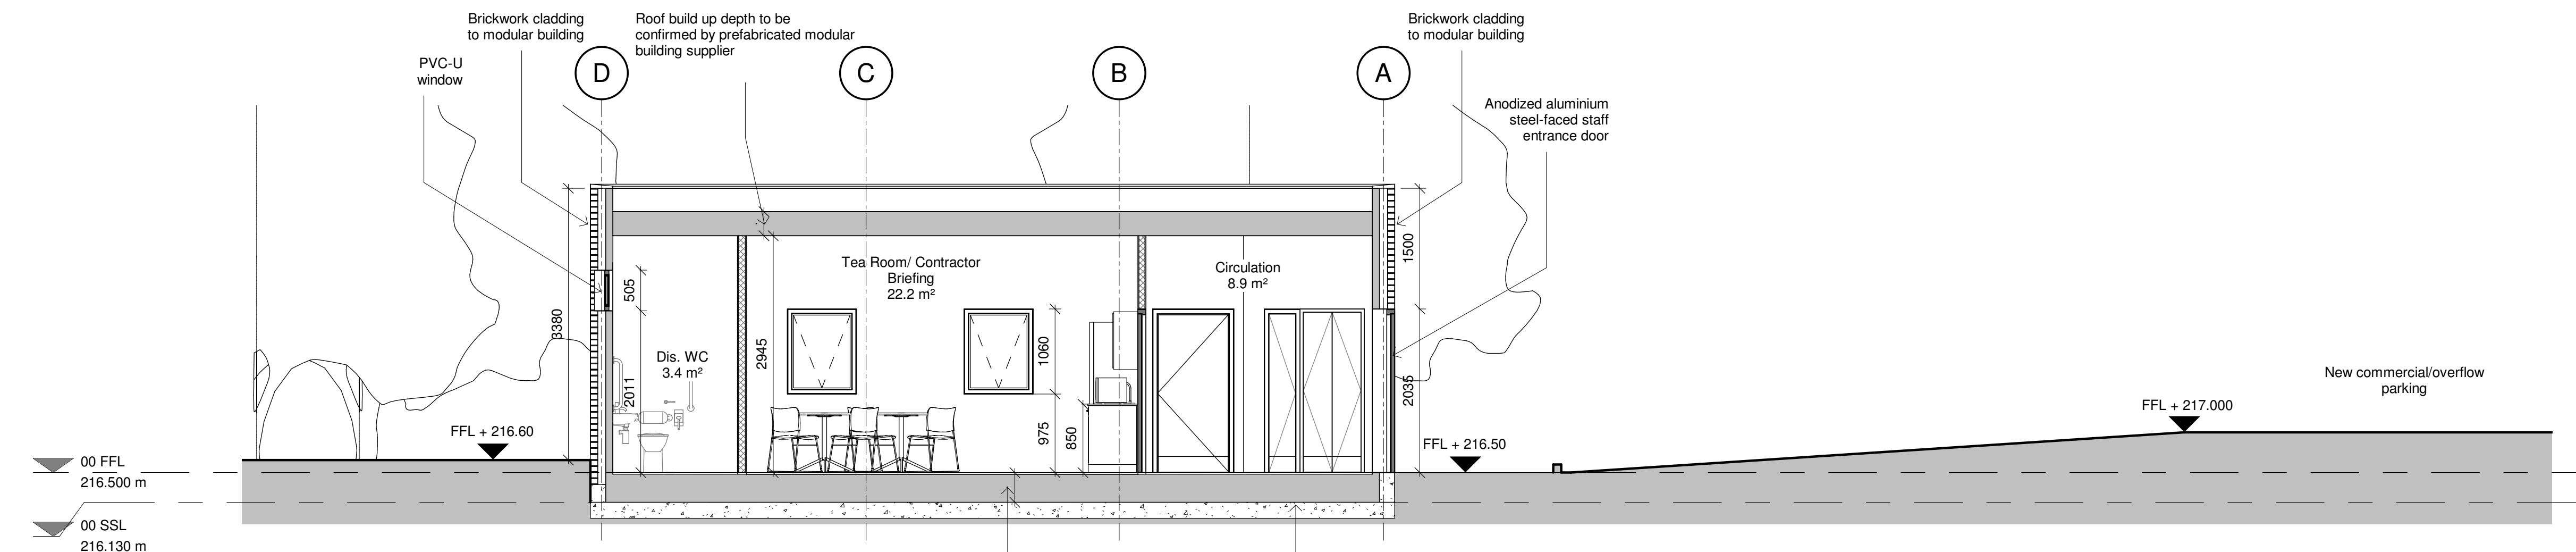 Brickwork cladding
to modular building
Roof build up depth to be
confirmed by prefabricated modular
building supplier
Brickwork cladding
to modular building
PVC-U
window
D
C
B
A
Anodized aluminium
steel-faced staff
entrance door
Tea Room/ Contractor
Briefing
22.2 m²
Circulation
8.9 m²
1500
505
3380
2945
1060
Dis. WC
3.4 m²
2011
2035
975
850
New commercial/overflow
parking
FFL + 217.000
FFL + 216.60
FFL + 216.50
00 FFL
216.500 m
00 SSL
216.130 m